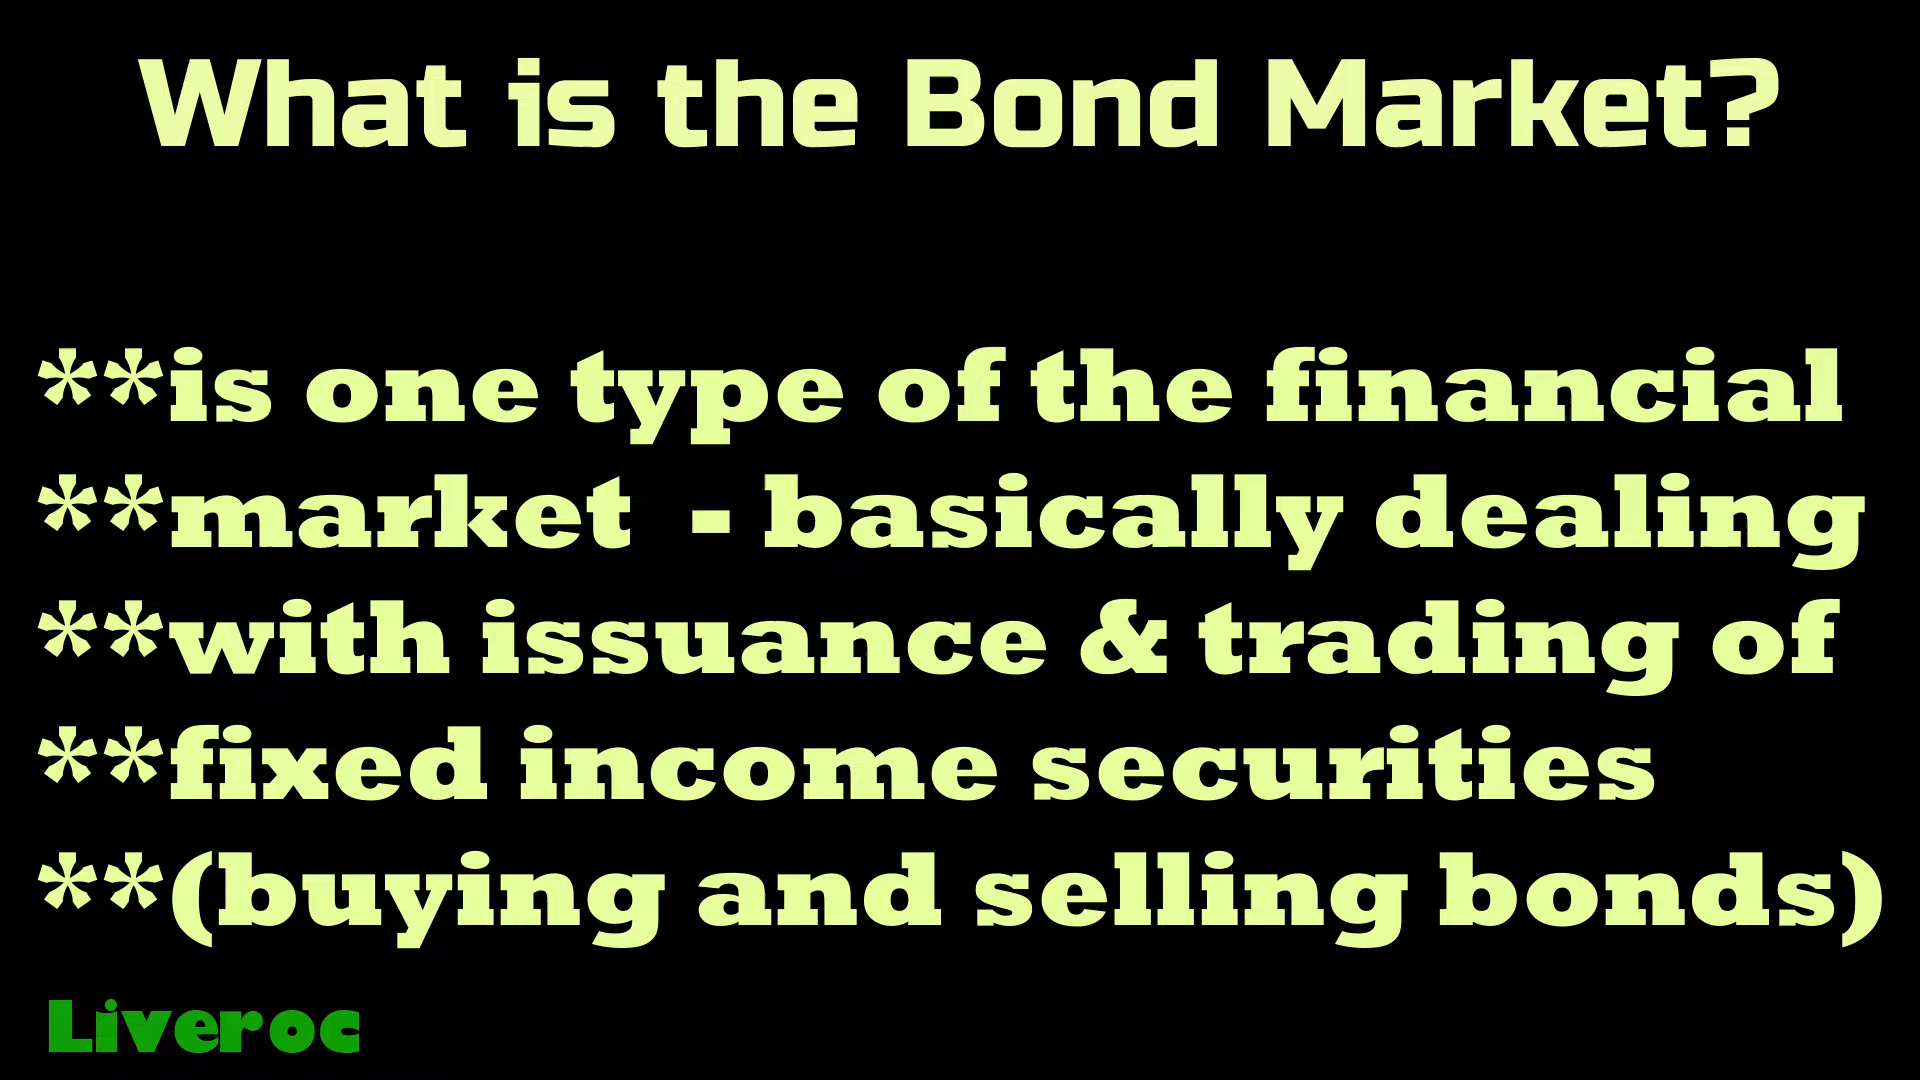 What is the Bond Market?
**is one type of the financial
**market  - basically dealing
**with issuance & trading of
**fixed income securities
**(buying and selling bonds)
Liveroc